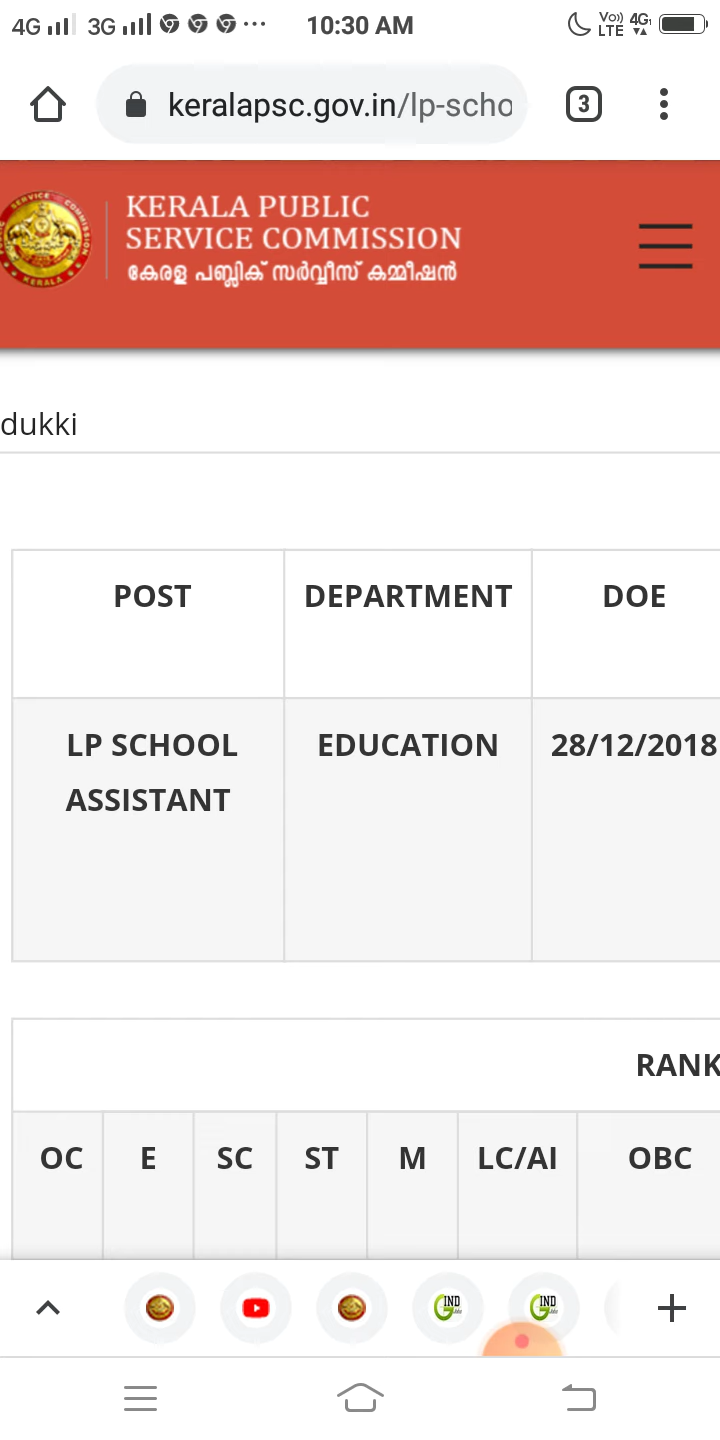 4G 3G 10:30 AM Vo)) LTE 4G
keralapsc.gov.in/lp-scho 3
KERALA PUBLIC
SERVICE COMMISSION
കേരള പബ്ലിക് സർവ്വീസ് കമ്മീഷൻ
dukki
POST DEPARTMENT DOE
LP SCHOOL EDUCATION 28/12/2018
ASSISTANT
RANK
OC E SC ST M LC/AI OBC
IND IND